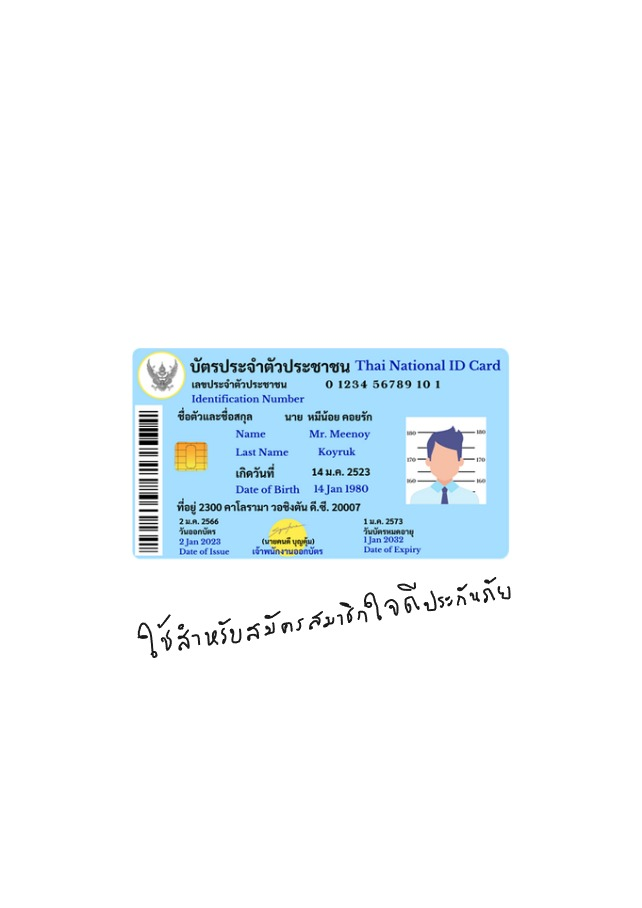 บัตรประจำตัวประชาชน Thai National ID Card
เลขประจำตัวประชาชน 0 1234 56789 10 1
Identification Number
ชื่อตัวและชื่อสกุล นาย หมีน้อย คอยรัก
Name Mr. Meenoy
Last Name Koyruk
เกิดวันที่ 14 ม.ค. 2523
Date of Birth 14 Jan 1980
ที่อยู่ 2300 คาโลรามา วอชิงตัน ดี.ซี. 20007
2 ม.ค. 2566 1 ม.ค. 2573
วันออกบัตร (นายคนดี บุญคุ้ม) วันบัตรหมดอายุ
2 Jan 2023 1 Jan 2032
Date of Issue เจ้าพนักงานออกบัตร Date of Expiry
180 180
170 170
160 160
ใช้สำหรับสมัครสมาชิกใจดีประกันภัย